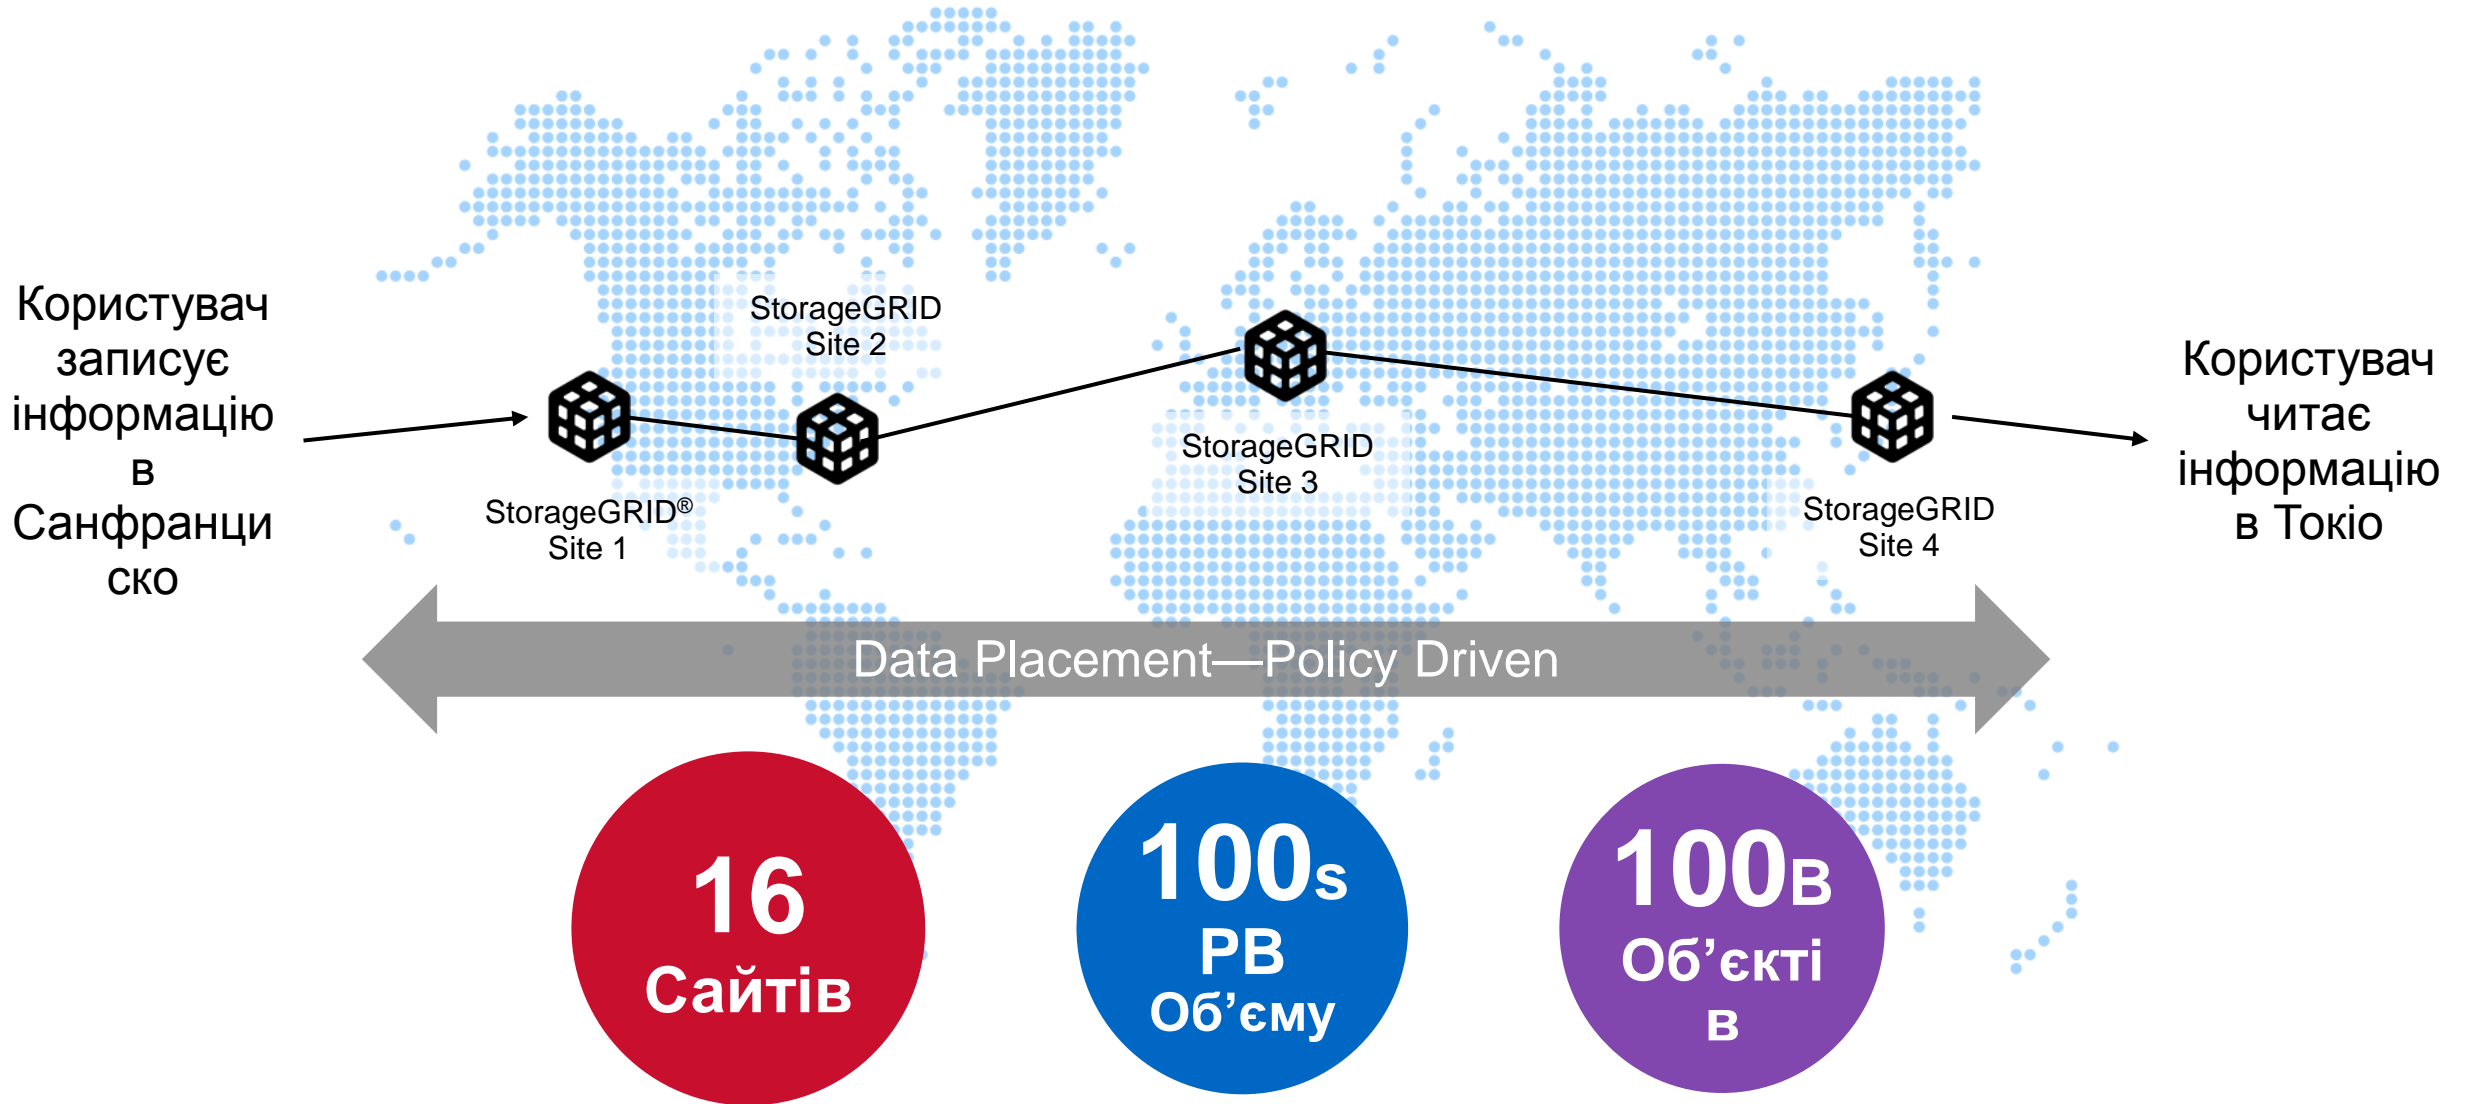 Користувач
записує
інформацію
в
Санфранци
ско
StorageGRID®
Site 1
StorageGRID
Site 2
StorageGRID
Site 3
StorageGRID
Site 4
Користувач
читає
інформацію
в Токіо
Data Placement—Policy Driven
16
Сайтів
100s
PB
Об’єму
100B
Об’єкті
в